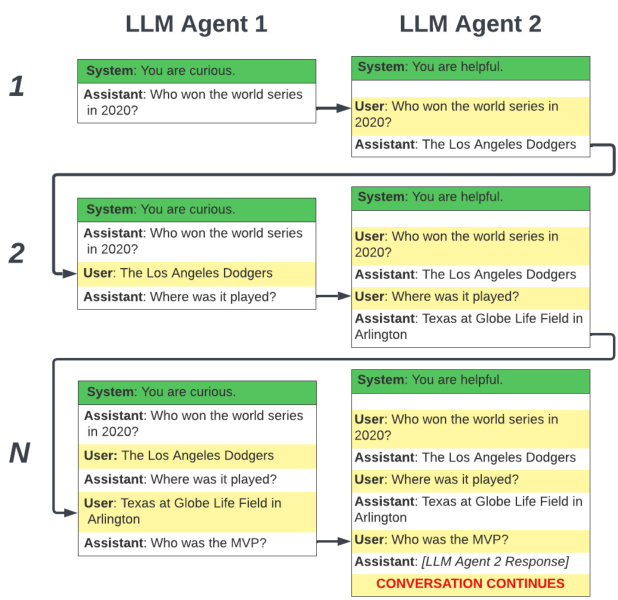 LLM Agent 1
LLM Agent 2
1
System: You are curious.
Assistant: Who won the world series
in 2020?
System: You are helpful.
User: Who won the world series in
2020?
Assistant: The Los Angeles Dodgers
2
System: You are curious.
Assistant: Who won the world series
in 2020?
User: The Los Angeles Dodgers
Assistant: Where was it played?
System: You are helpful.
User: Who won the world series in
2020?
Assistant: The Los Angeles Dodgers
User: Where was it played?
Assistant: Texas at Globe Life Field in
Arlington
N
System: You are curious.
Assistant: Who won the world series
in 2020?
User: The Los Angeles Dodgers
Assistant: Where was it played?
User: Texas at Globe Life Field in
Arlington
Assistant: Who was the MVP?
System: You are helpful.
User: Who won the world series in
2020?
Assistant: The Los Angeles Dodgers
User: Where was it played?
Assistant: Texas at Globe Life Field in
Arlington
User: Who was the MVP?
Assistant: [LLM Agent 2 Response]
CONVERSATION CONTINUES